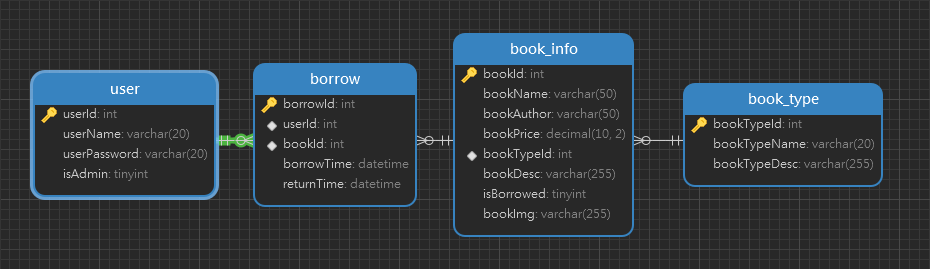 user
userId: int
userName: varchar(20)
userPassword: varchar(20)
isAdmin: tinyint
borrow
borrowId: int
userId: int
bookId: int
borrowTime: datetime
returnTime: datetime
book_info
bookId: int
bookName: varchar(50)
bookAuthor: varchar(50)
bookPrice: decimal(10, 2)
bookTypeId: int
bookDesc: varchar(255)
isBorrowed: tinyint
bookImg: varchar(255)
book_type
bookTypeId: int
bookTypeName: varchar(20)
bookTypeDesc: varchar(255)